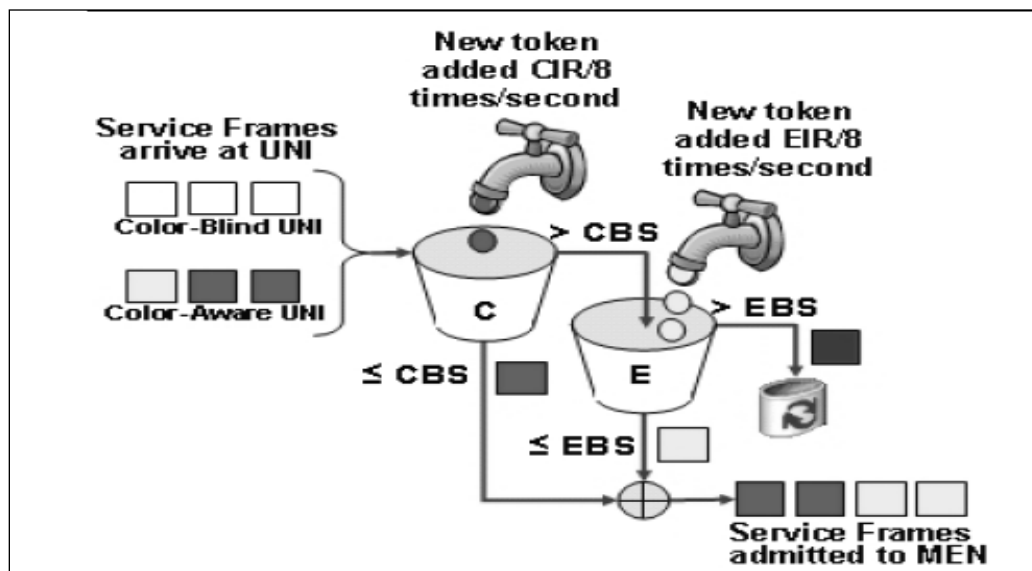 New token
added CIR/8
times/second
New token
added EIR/8
times/second
Service Frames
arrive at UNI
Color-Blind UNI
Color-Aware UNI
> CBS
C
> EBS
≤ CBS
E
≤ EBS
Service Frames
admitted to MEN